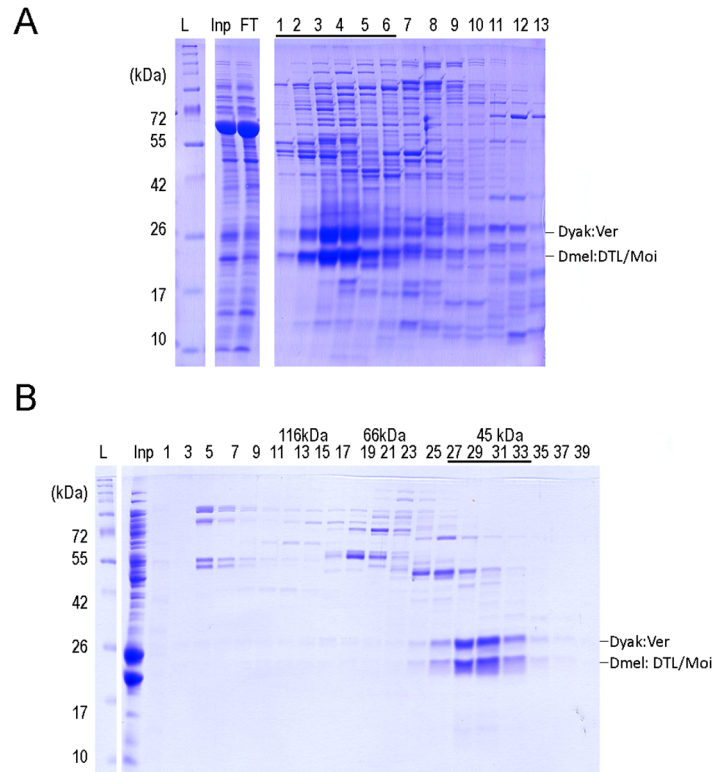 A
L Inp FT 1 2 3 4 5 6 7 8 9 10 11 12 13
(kDa)
72
55
42
26
17
10
Dyak:Ver
Dmel:DTL/Moi
B
116kDa 66kDa 45 kDa
L Inp 1 3 5 7 9 11 13 15 17 19 21 23 25 27 29 31 33 35 37 39
(kDa)
72
55
42
26
17
10
Dyak:Ver
Dmel: DTL/Moi